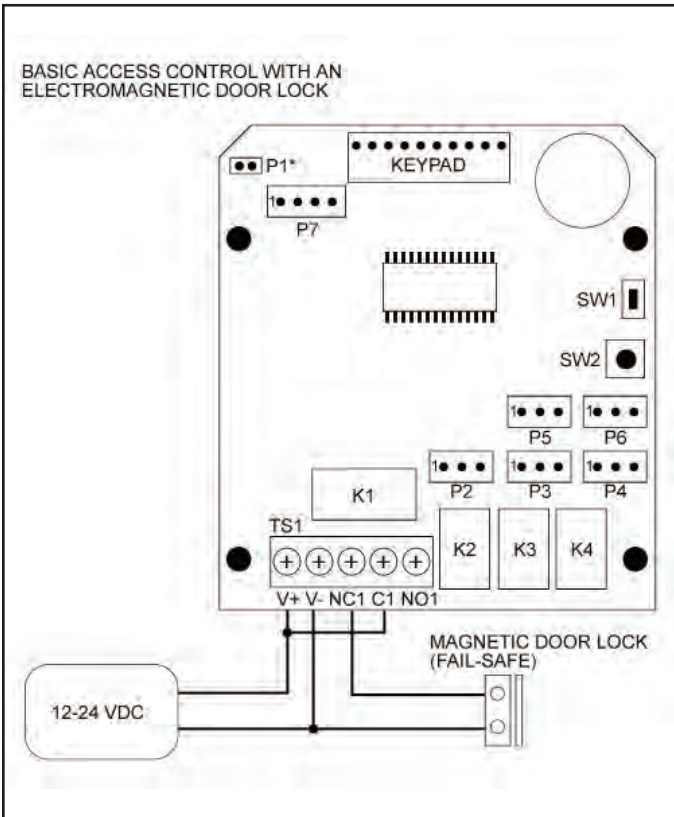 BASIC ACCESS CONTROL WITH AN
ELECTROMAGNETIC DOOR LOCK
P1*
KEYPAD
1
P7
SW1
SW2
1 1
P5 P6
1 1 1
P2 P3 P4
K1
TS1
K2 K3 K4
V+ V- NC1 C1 NO1
MAGNETIC DOOR LOCK
(FAIL-SAFE)
12-24 VDC